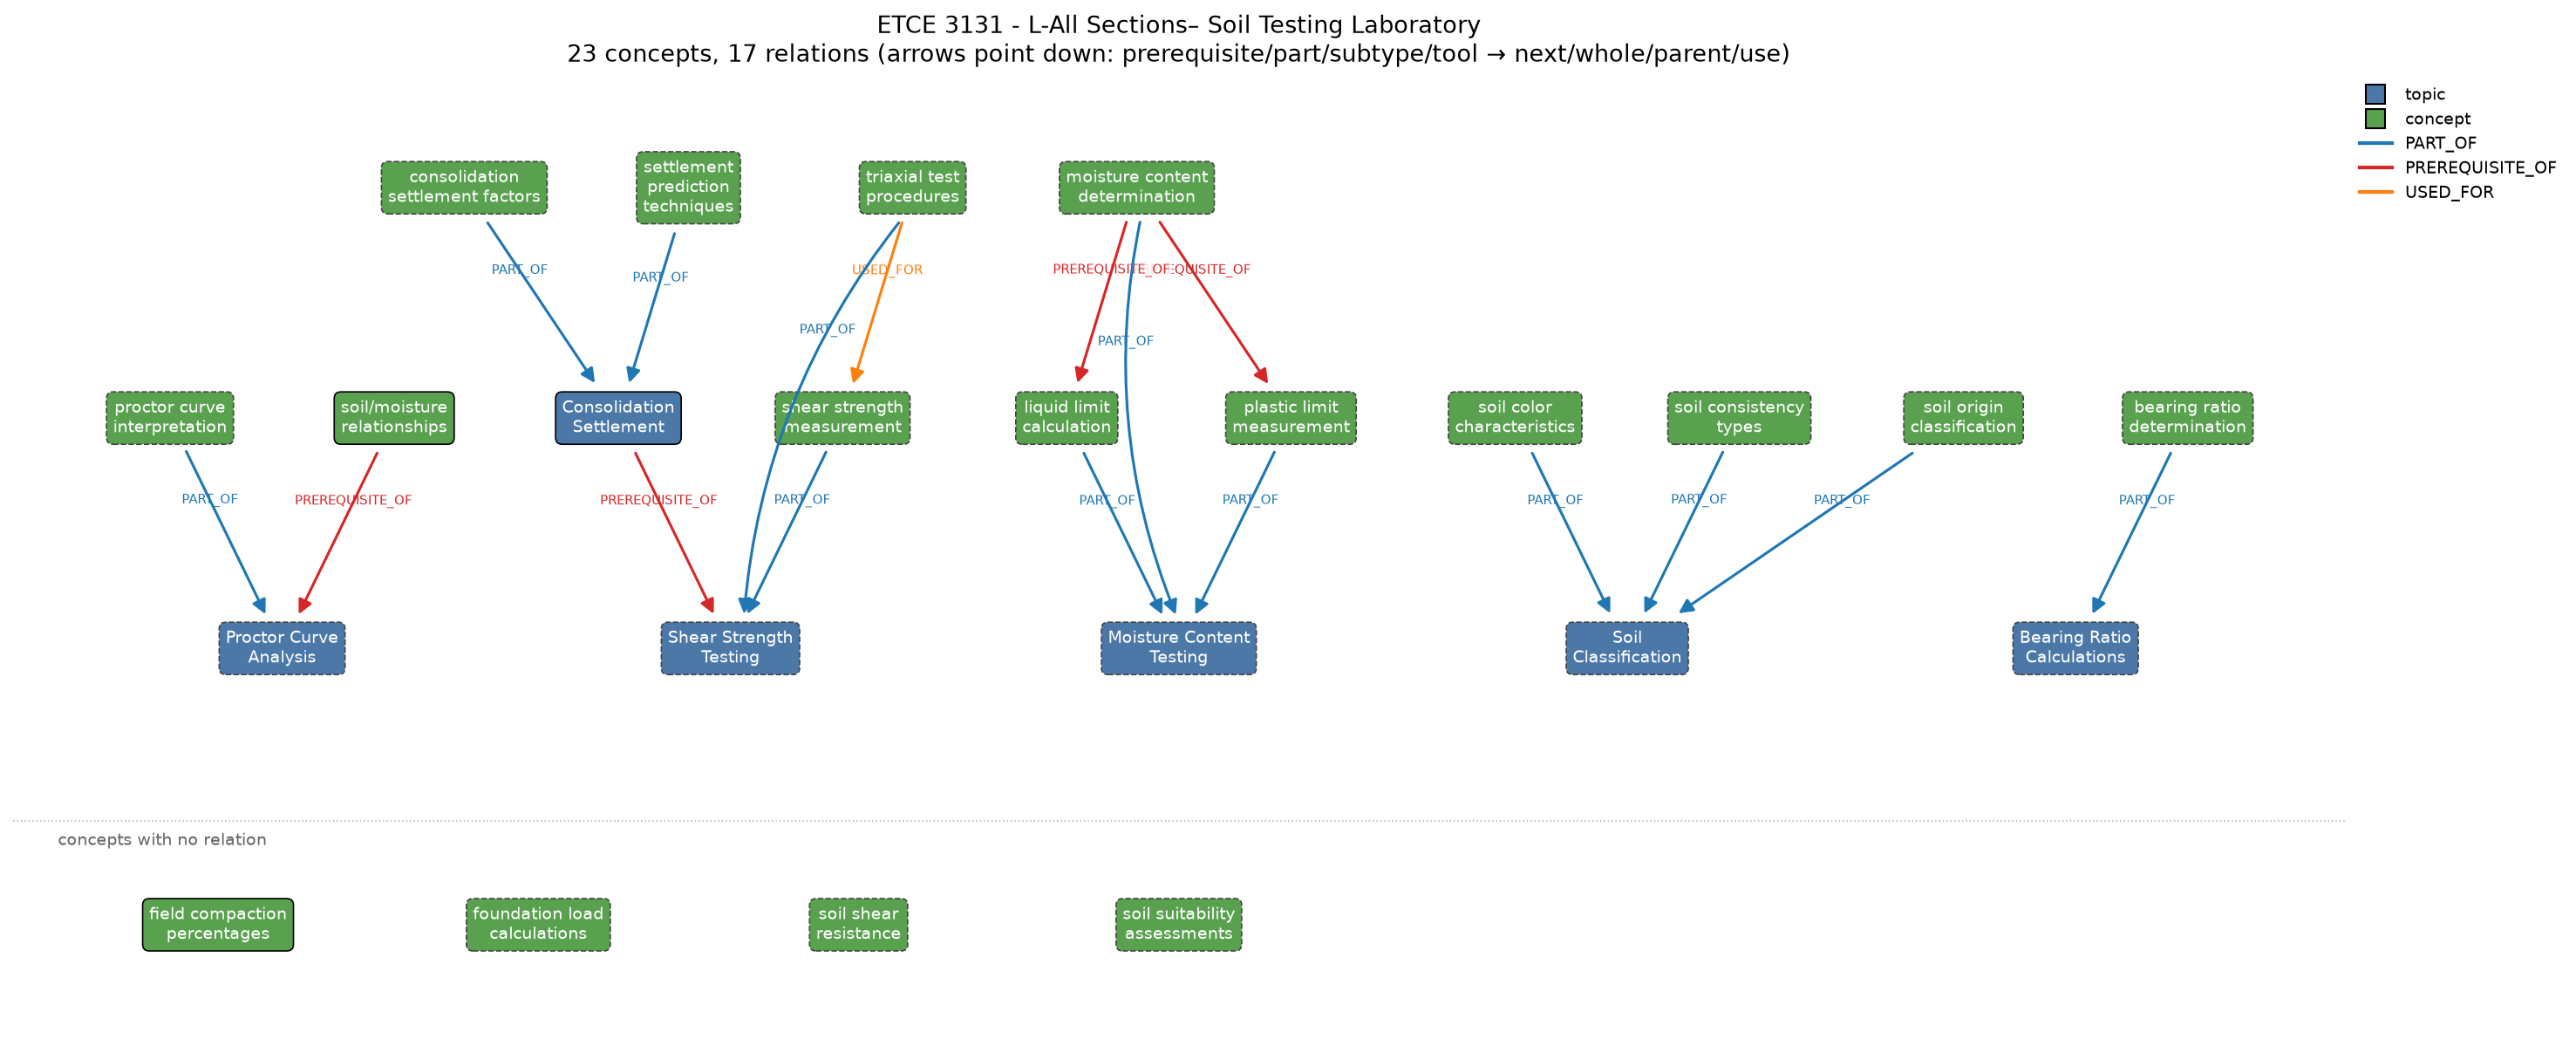 ETCE 3131 - L-All Sections– Soil Testing Laboratory
23 concepts, 17 relations (arrows point down: prerequisite/part/subtype/tool → next/whole/parent/use)
topic
concept
PART_OF
PREREQUISITE_OF
USED_FOR
consolidation
settlement factors
settlement
prediction
techniques
triaxial test
procedures
moisture content
determination
PART_OF
PART_OF
USED_FOR
PREREQUISITE_OF
QUISITE_OF
PART_OF
PART_OF
proctor curve
interpretation
soil/moisture
relationships
Consolidation
Settlement
shear strength
measurement
liquid limit
calculation
plastic limit
measurement
soil color
characteristics
soil consistency
types
soil origin
classification
bearing ratio
determination
PART_OF
PREREQUISITE_OF
PREREQUISITE_OF
PART_OF
PART_OF
PART_OF
PART_OF
PART_OF
PART_OF
PART_OF
Proctor Curve
Analysis
Shear Strength
Testing
Moisture Content
Testing
Soil
Classification
Bearing Ratio
Calculations
concepts with no relation
field compaction
percentages
foundation load
calculations
soil shear
resistance
soil suitability
assessments